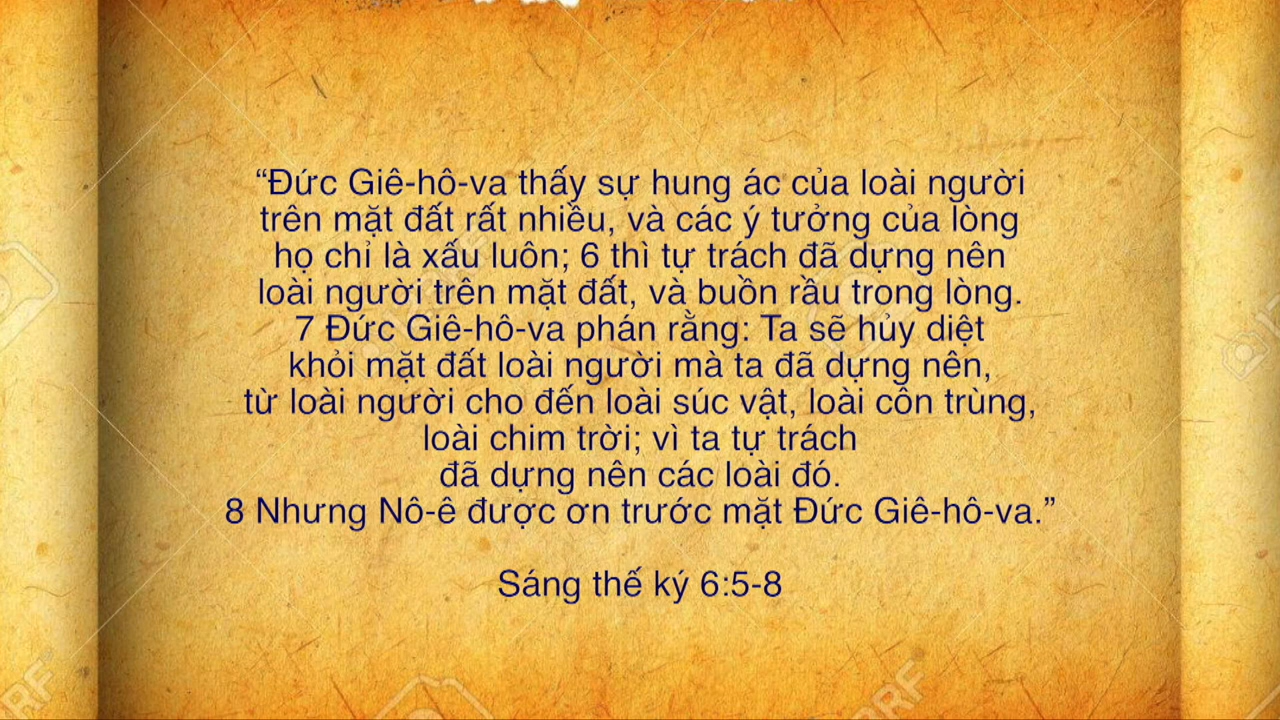 “Đức Giê-hô-va thấy sự hung ác của loài người
trên mặt đất rất nhiều, và các ý tưởng của lòng
họ chỉ là xấu luôn; 6 thì tự trách đã dựng nên
loài người trên mặt đất, và buồn rầu trong lòng.
7 Đức Giê-hô-va phán rằng: Ta sẽ hủy diệt
khỏi mặt đất loài người mà ta đã dựng nên,
từ loài người cho đến loài súc vật, loài côn trùng,
loài chim trời; vì ta tự trách
đã dựng nên các loài đó.
8 Nhưng Nô-ê được ơn trước mặt Đức Giê-hô-va.”
Sáng thế ký 6:5-8